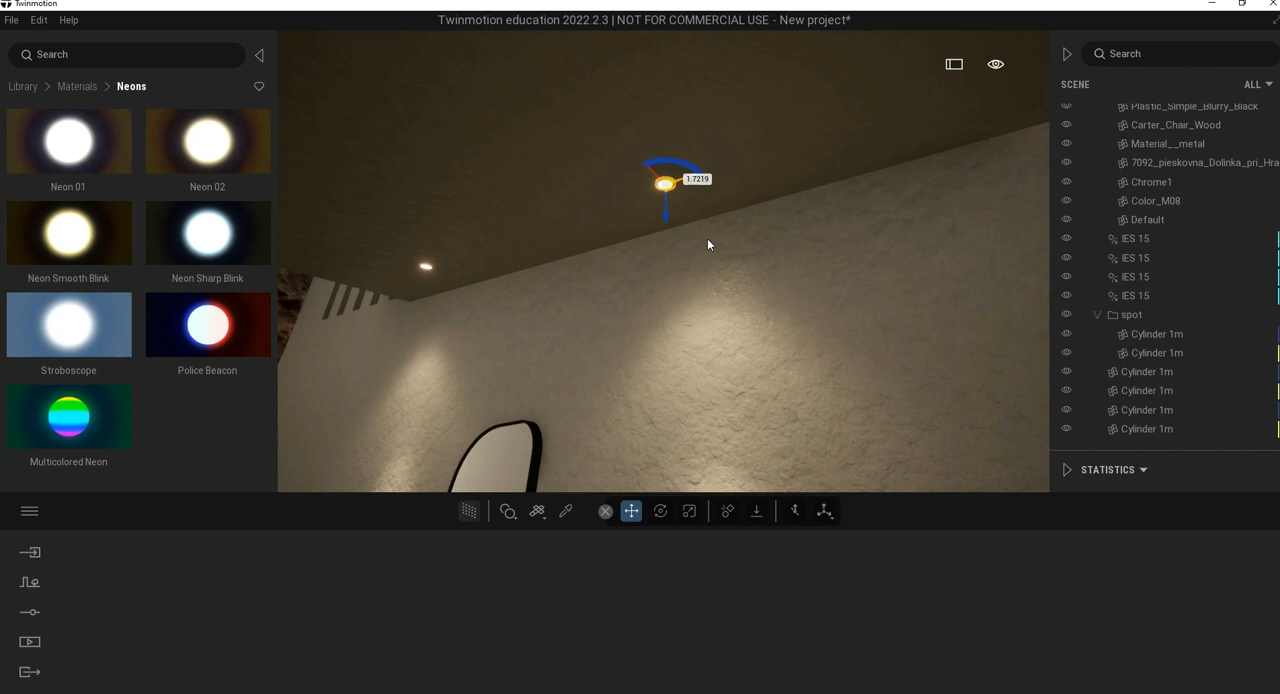 Twinmotion
File Edit Help
Twinmotion education 2022.2.3 | NOT FOR COMMERCIAL USE - New project*
Search
Library > Materials > Neons
Neon 01
Neon 02
Neon Smooth Blink
Neon Sharp Blink
Stroboscope
Police Beacon
Multicolored Neon
1.7219
Search
SCENE
ALL
Plastic_Simple_Blurry_Black
Carter_Chair_Wood
Material__metal
7092_pieskovna_Dolinka_pri_Hra
Chrome1
Color_M08
Default
IES 15
IES 15
IES 15
IES 15
spot
Cylinder 1m
Cylinder 1m
Cylinder 1m
Cylinder 1m
Cylinder 1m
Cylinder 1m
STATISTICS